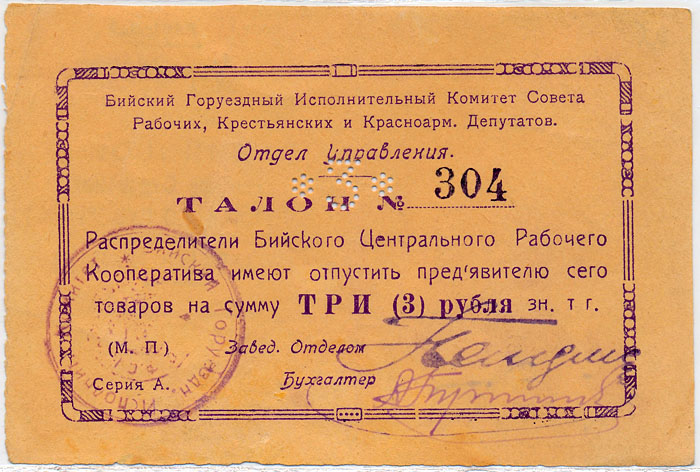 Бийский Горуездный Исполнительный Комитет Совета
Рабочих, Крестьянских и Красноарм. Депутатов.
Отдел управления.
*3*
ТАЛОН № 304
Распределители Бийского Центрального Рабочего
Кооператива имеют отпустить пред'явителю сего
товаров на сумму ТРИ (3) рубля зн. т г.
(М. П) Завед. Отделом
Серия А. Бухгалтер